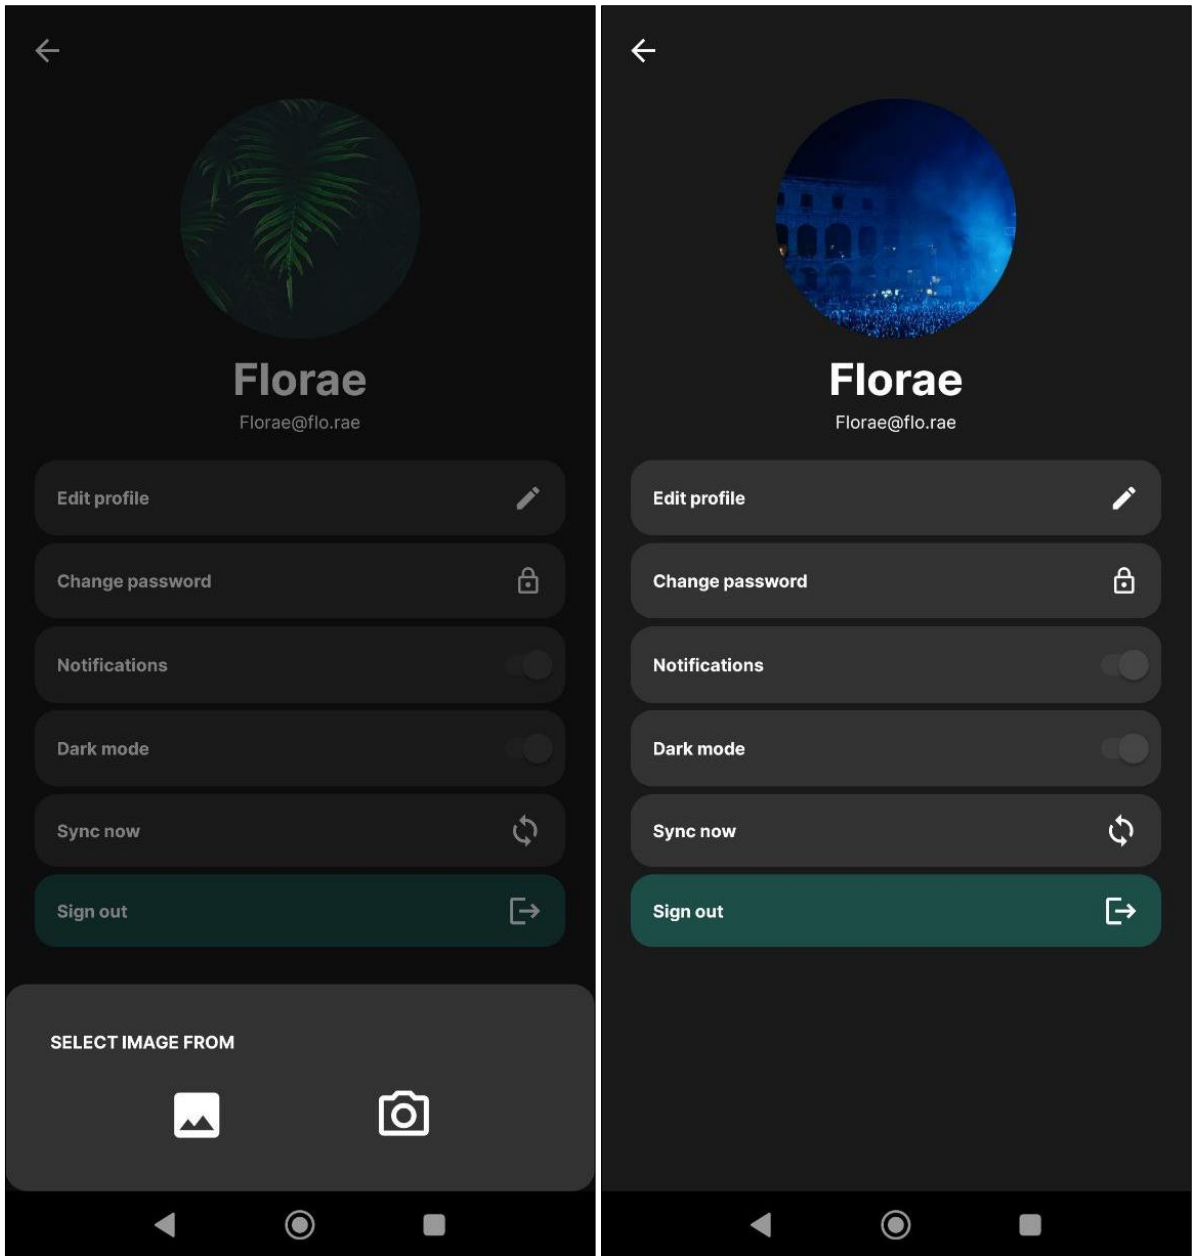 Florae
Florae@flo.rae
Edit profile
Change password
Notifications
Dark mode
Sync now
Sign out
SELECT IMAGE FROM
Florae
Florae@flo.rae
Edit profile
Change password
Notifications
Dark mode
Sync now
Sign out